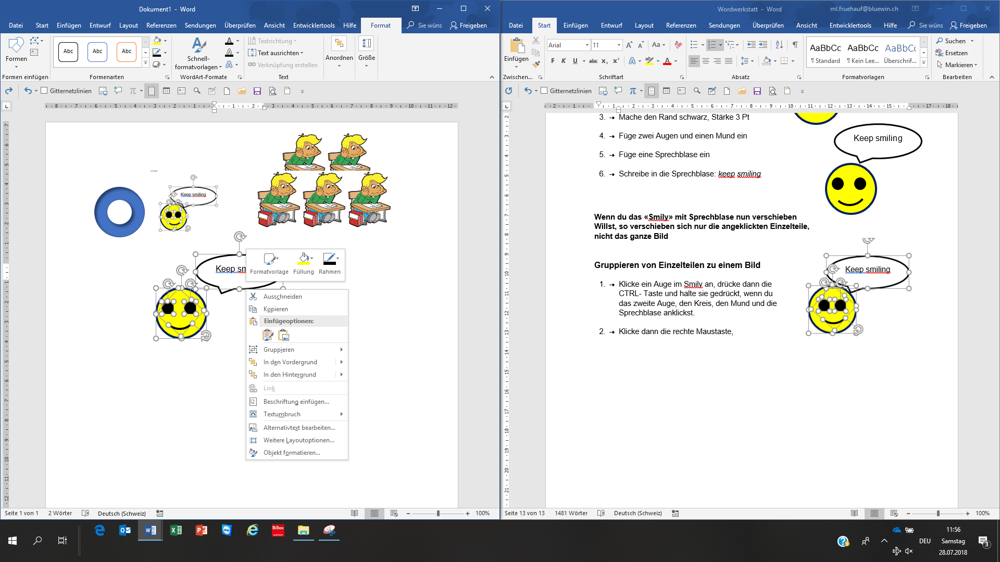 Dokument1 - Word
Datei Start Einfügen Entwurf Layout Referenzen Sendungen Überprüfen Ansicht Entwicklertools Hilfe Format Sie wüns Freigeben
Formen
Abc Abc Abc
Schnell-
formatvorlagen
Textrichtung
Text ausrichten
Verknüpfung erstellen
Anordnen
Größe
Formen einfügen Formenarten WordArt-Formate Text
Gitternetzlinien
Keep smiling
Keep sm
Formatvorlage Füllung Rahmen
Ausschneiden
Kopieren
Einfügeoptionen:
Gruppieren
In den Vordergrund
In den Hintergrund
Link
Beschriftung einfügen...
Textumbruch
Alternativtext bearbeiten...
Weitere Layoutoptionen...
Objekt formatieren...
Seite 1 von 1 2 Wörter Deutsch (Schweiz) 100%
Wordwerkstatt - Word ml.fruehauf@bluewin.ch
Datei Start Einfügen Entwurf Layout Referenzen Sendungen Überprüfen Ansicht Entwicklertools Hilfe Sie wüns Freigeben
Einfügen
Arial 11
F K U abc x₂ x²
AaBbCc AaBbCc AaBbCc
¶ Standard ¶ Kein Lee... Überschrif...
Suchen
Ersetzen
Markieren
Zwischen... Schriftart Absatz Formatvorlagen Bearbeiten
Gitternetzlinien
3. → Mache den Rand schwarz, Stärke 3 Pt
4. → Füge zwei Augen und einen Mund ein
5. → Füge eine Sprechblase ein
6. → Schreibe in die Sprechblase: keep smiling
Keep smiling
Wenn du das «Smily» mit Sprechblase nun verschieben
Willst, so verschieben sich nur die angeklickten Einzelteile,
nicht das ganze Bild
Gruppieren von Einzelteilen zu einem Bild
1. → Klicke ein Auge im Smily an, drücke dann die
CTRL- Taste und halte sie gedrückt, wenn du
das zweite Auge, den Kreis, den Mund und die
Sprechblase anklickst.
2. → Klicke dann die rechte Maustaste,
Keep smiling
Seite 13 von 13 1481 Wörter Deutsch (Schweiz) 100%
BiBox
DEU
11:56
Samstag
28.07.2018
3